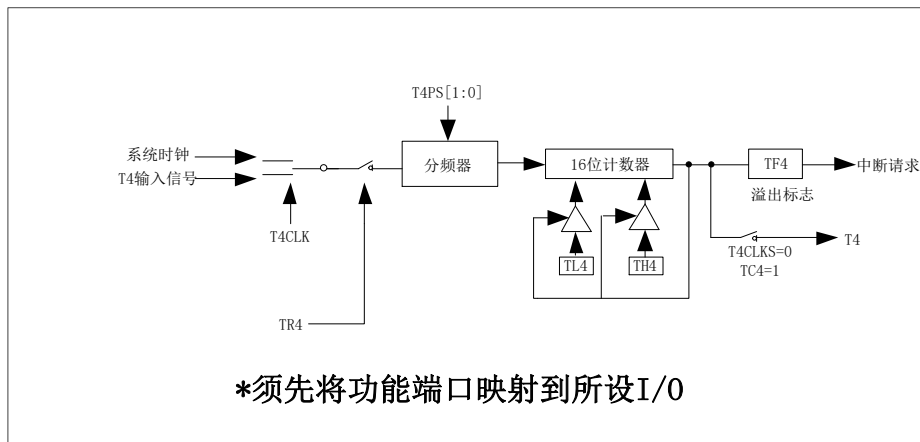 T4PS[1:0]
系统时钟
T4输入信号
分频器
16位计数器
TF4
中断请求
溢出标志
T4CLK
TL4
TH4
T4CLKS=0
TC4=1
T4
TR4
*须先将功能端口映射到所设I/O